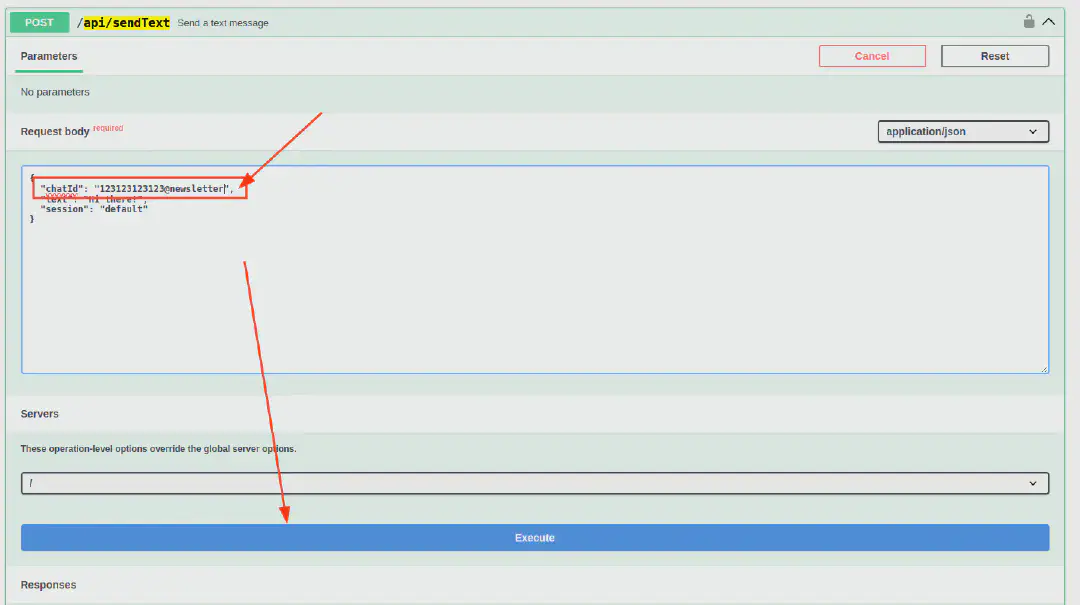 POST /api/sendText Send a text message
Parameters
Cancel
Reset
No parameters
Request body required
application/json
{
"chatId": "123123123123@newsletter",
"text": "Hi there!",
"session": "default"
}
Servers
These operation-level options override the global server options.
/
Execute
Responses